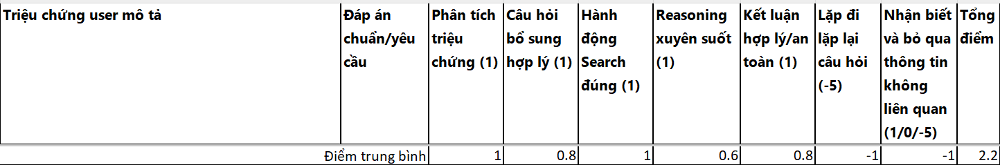 Triệu chứng user mô tả
Đáp án
chuẩn/yêu
cầu
Phân tích
triệu
chứng (1)
Câu hỏi
bổ sung
hợp lý (1)
Hành
động
Search
đúng (1)
Reasoning
xuyên suốt
(1)
Kết luận
hợp lý/an
toàn (1)
Lặp đi
lặp lại
câu hỏi
(-5)
Nhận biết
và bỏ qua
thông tin
không
liên quan
(1/0/-5)
Tổng
điểm
Điểm trung bình 1 0.8 1 0.6 0.8 -1 -1 2.2